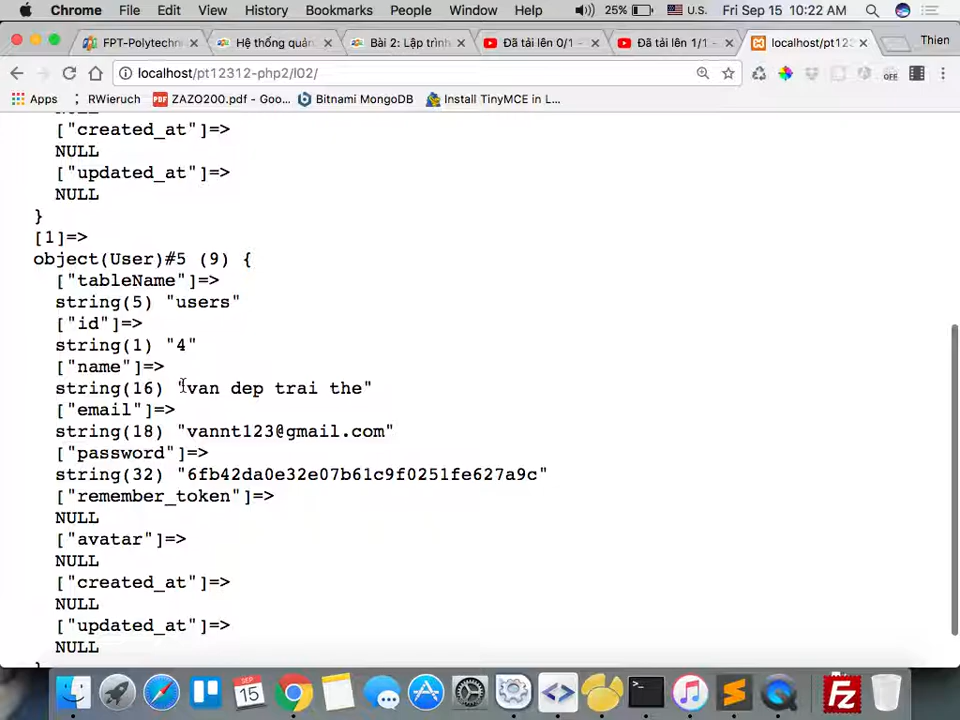 Chrome File Edit View History Bookmarks People Window Help 25% U.S. Fri Sep 15 10:22 AM
FPT-Polytechni × Hệ thống quản × Bài 2: Lập trình × Đã tải lên 0/1 - × Đã tải lên 1/1 - × localhost/pt123 × Thien
localhost/pt12312-php2/l02/
Apps RWieruch ZAZO200.pdf - Goo... Bitnami MongoDB Install TinyMCE in L...
["created_at"]=>
NULL
["updated_at"]=>
NULL
}
[1]=>
object(User)#5 (9) {
["tableName"]=>
string(5) "users"
["id"]=>
string(1) "4"
["name"]=>
string(16) "van dep trai the"
["email"]=>
string(18) "vannt123@gmail.com"
["password"]=>
string(32) "6fb42da0e32e07b61c9f0251fe627a9c"
["remember_token"]=>
NULL
["avatar"]=>
NULL
["created_at"]=>
NULL
["updated_at"]=>
NULL
}
15
Fz